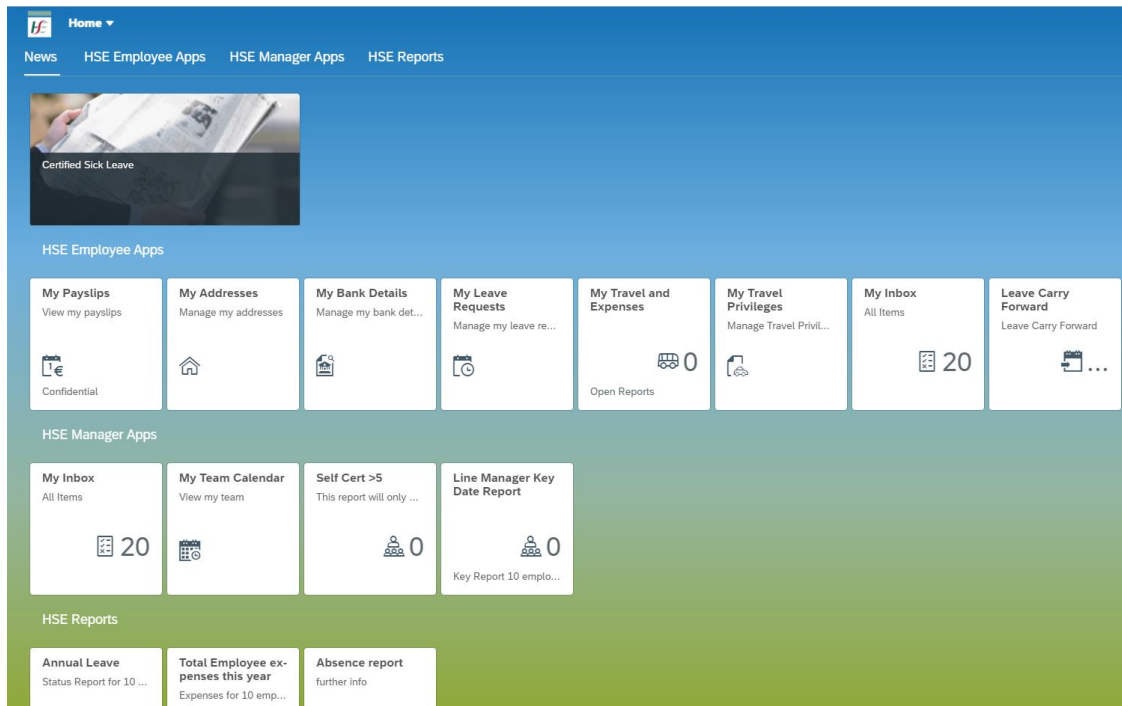 Home
News HSE Employee Apps HSE Manager Apps HSE Reports
Certified Sick Leave
HSE Employee Apps
My Payslips
View my payslips
1 €
Confidential
My Addresses
Manage my addresses
My Bank Details
Manage my bank det...
My Leave
Requests
Manage my leave re...
My Travel and
Expenses
0
Open Reports
My Travel
Privileges
Manage Travel Privil...
My Inbox
All Items
20
Leave Carry
Forward
Leave Carry Forward
...
HSE Manager Apps
My Inbox
All Items
20
My Team Calendar
View my team
Self Cert >5
This report will only ...
0
Line Manager Key
Date Report
0
Key Report 10 emplo...
HSE Reports
Annual Leave
Status Report for 10 ...
Total Employee ex-
penses this year
Expenses for 10 emp...
Absence report
further info